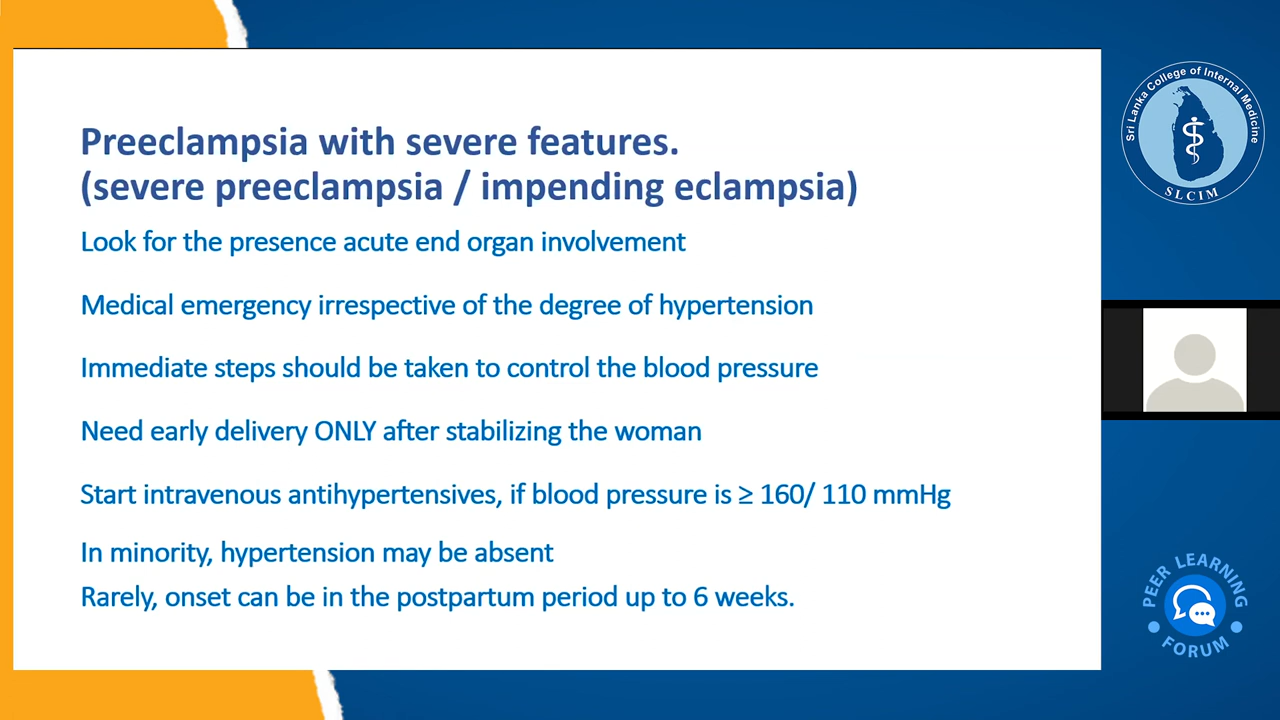 Preeclampsia with severe features.
(severe preeclampsia / impending eclampsia)
Look for the presence acute end organ involvement
Medical emergency irrespective of the degree of hypertension
Immediate steps should be taken to control the blood pressure
Need early delivery ONLY after stabilizing the woman
Start intravenous antihypertensives, if blood pressure is ≥ 160/ 110 mmHg
In minority, hypertension may be absent
Rarely, onset can be in the postpartum period up to 6 weeks.
Sri Lanka College of Internal Medicine
SLCIM
PEER LEARNING
FORUM